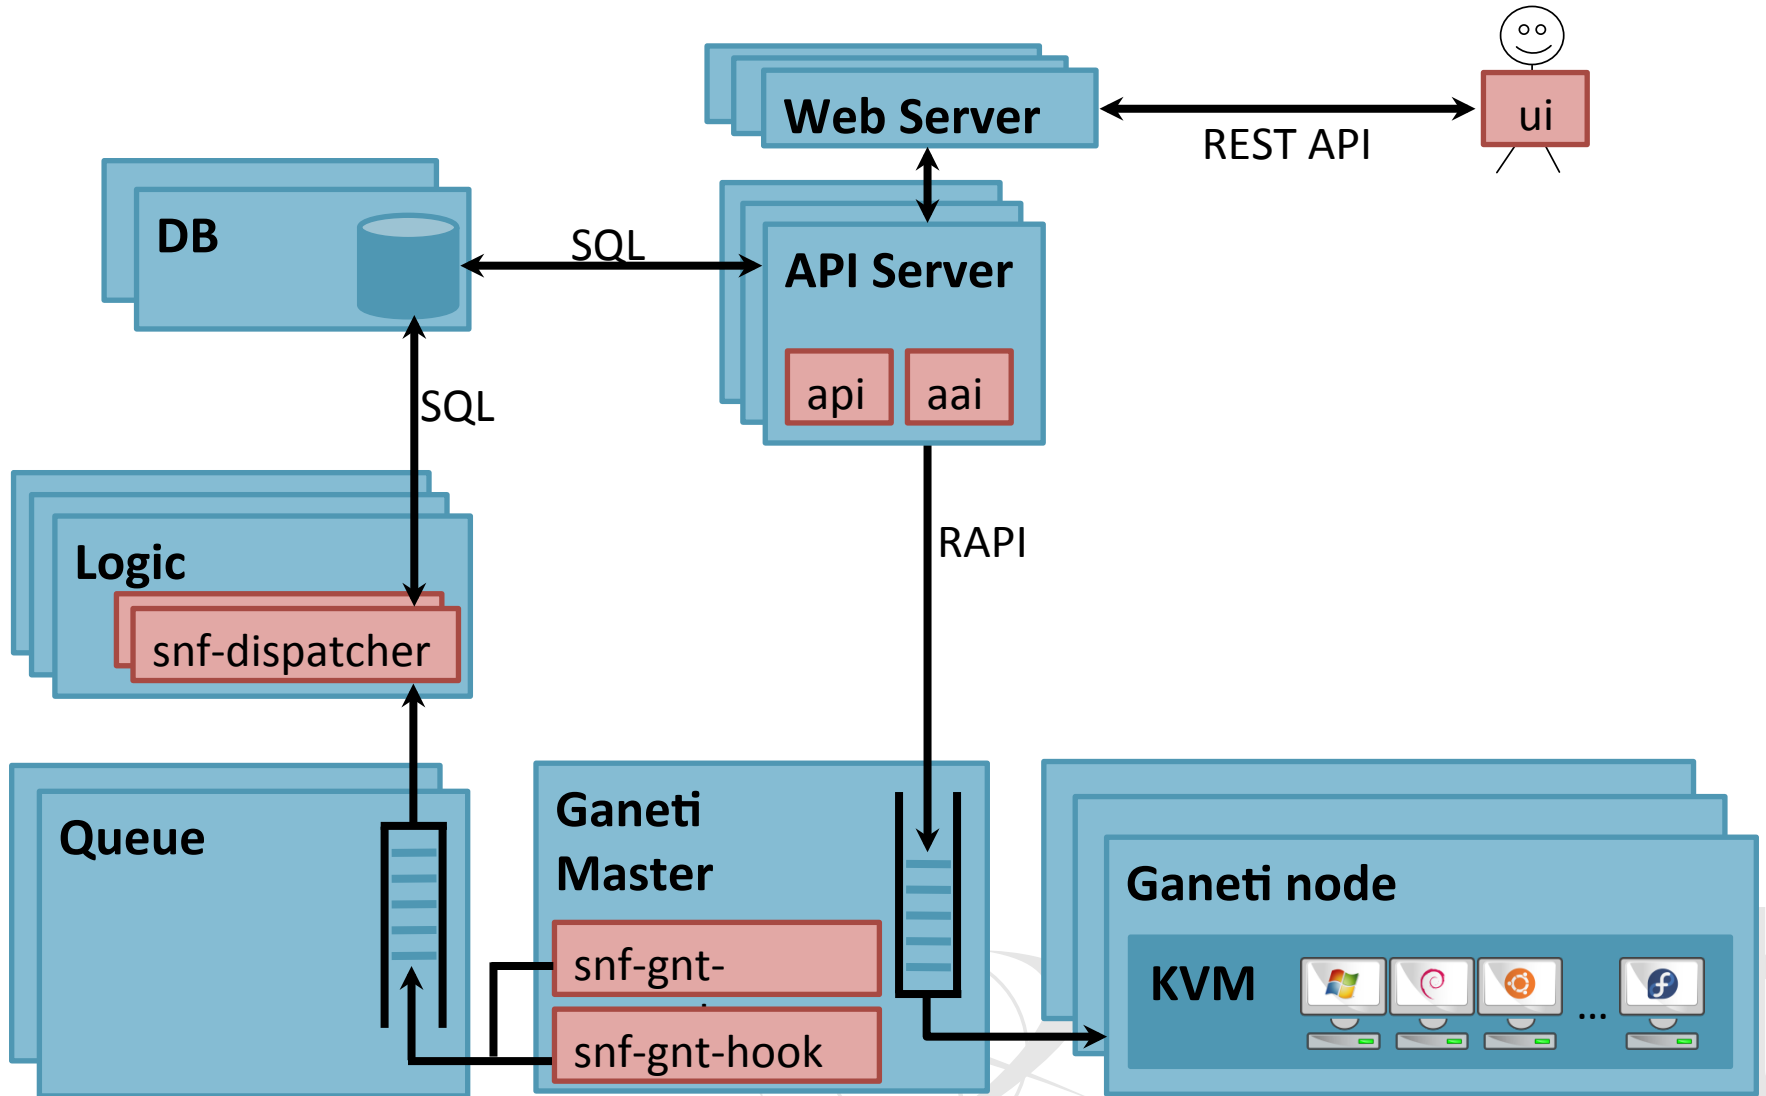 Web Server
REST API
ui
DB
SQL
API Server
api
aai
SQL
Logic
snf-dispatcher
RAPI
Queue
Ganeti
Master
snf-gnt-
snf-gnt-hook
Ganeti node
KVM
...